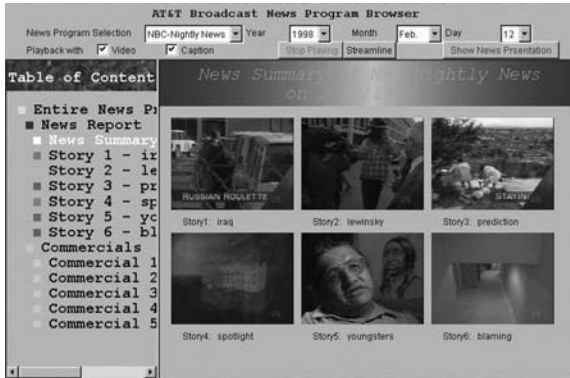 AT&T Broadcast News Program Browser
News Program Selection NBC-Nightly News Year 1998 Month Feb. Day 12
Playback with Video Caption Stop Playing Streamline Show News Prsentation
Table of Content
News Summary Nightly News
on
Entire News P
News Report
News Summary
Story 1 - ir
Story 2 - le
Story 3 - pr
Story 4 - sp
Story 5 - yo
Story 6 - bl
Commercials
Commercial 1
Commercial 2
Commercial 3
Commercial 4
Commercial 5
RUSSIAN ROULETTE
Story1: iraq Story2: lewinsky Story3: prediction
Story4: spotlight Story5: youngsters Story6: blaming